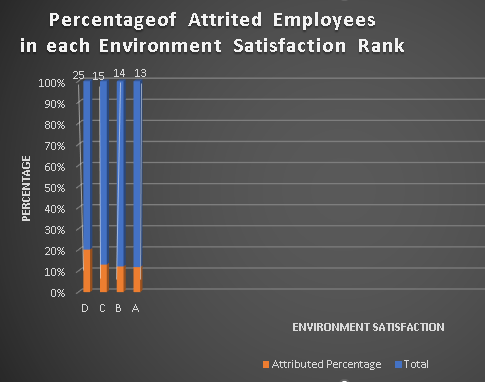 Percentageof Attrited Employees
in each Environment Satisfaction Rank
25 15 14 13
100%
90%
80%
70%
60%
50%
40%
30%
20%
10%
0%
PERCENTAGE
D C B A
ENVIRONMENT SATISFACTION
Attributed Percentage Total